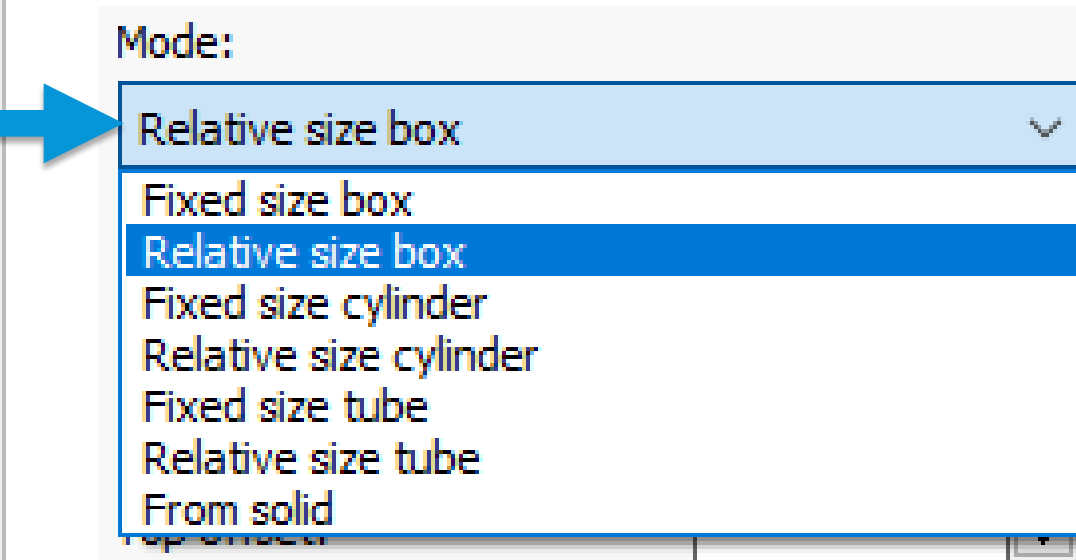 Mode:
Relative size box
Fixed size box
Relative size box
Fixed size cylinder
Relative size cylinder
Fixed size tube
Relative size tube
From solid